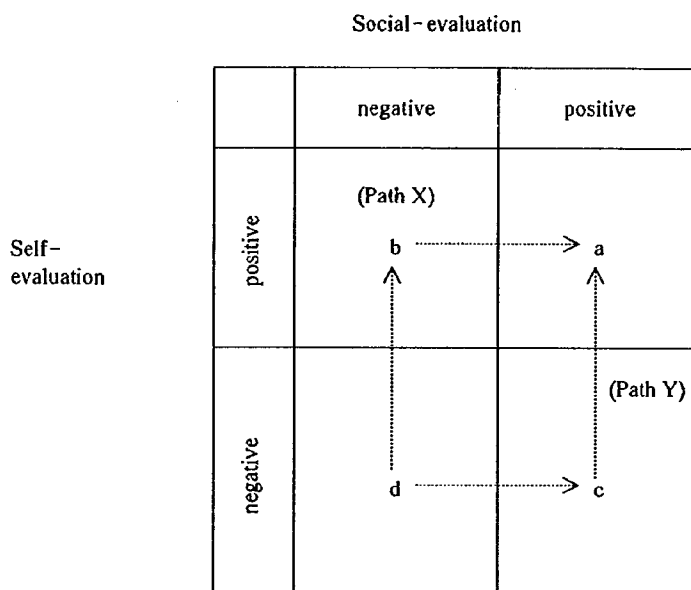 Social-evaluation
negative positive
(Path X)
Self-
evaluation
positive
b a
(Path Y)
negative
d c